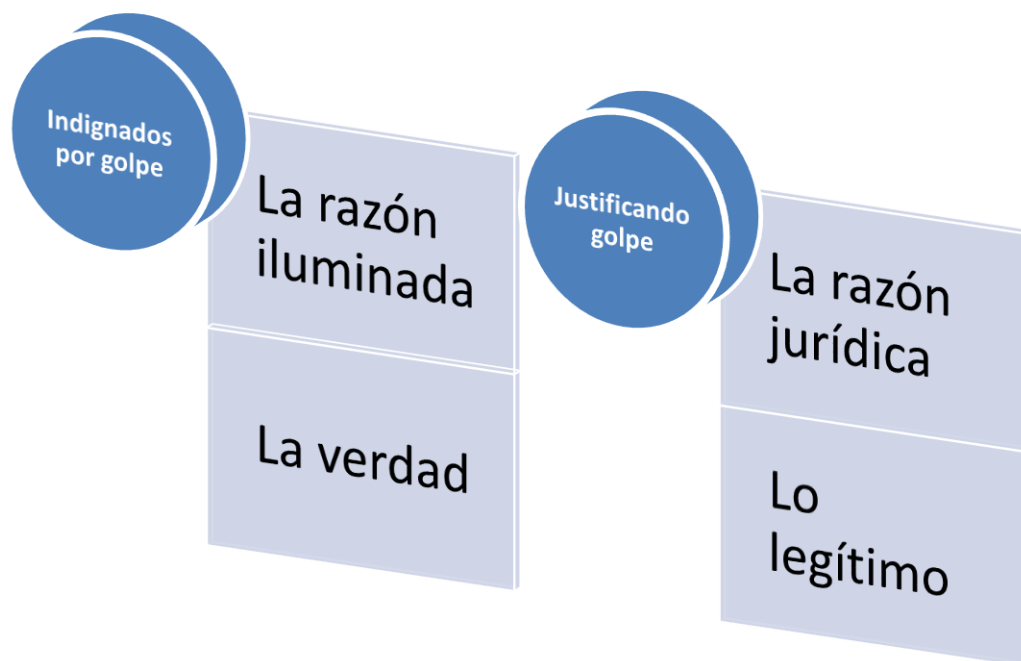 Indignados
por golpe
La razón
iluminada
La verdad
Justificando
golpe
La razón
jurídica
Lo
legítimo